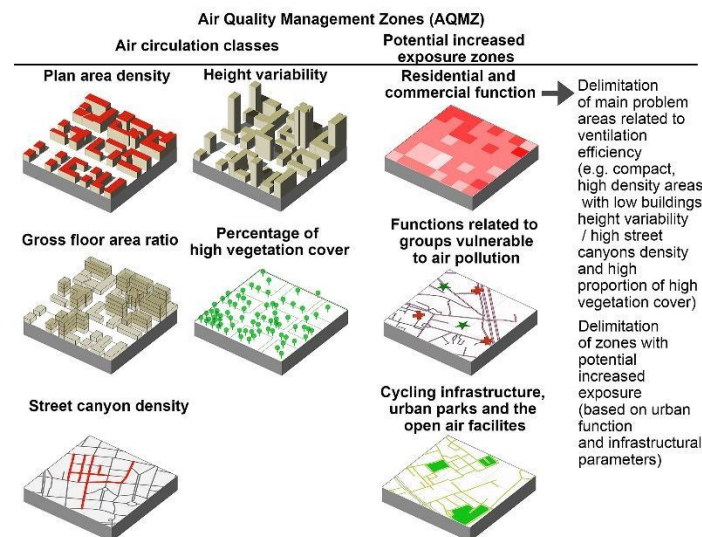 Air Quality Management Zones (AQMZ)
Air circulation classes
Potential increased
exposure zones
Plan area density
Height variability
Residential and
commercial function
Gross floor area ratio
Percentage of
high vegetation cover
Functions related to
groups vulnerable
to air pollution
Street canyon density
Cycling infrastructure,
urban parks and the
open air facilites
Delimitation
of main problem
areas related to
ventilation
efficiency
(e.g. compact,
high density areas
with low buildings
height variability
/ high street
canyons density
and high
proportion of high
vegetation cover)
Delimitation
of zones with
potential
increased
exposure
(based on urban
function
and infrastructural
parameters)